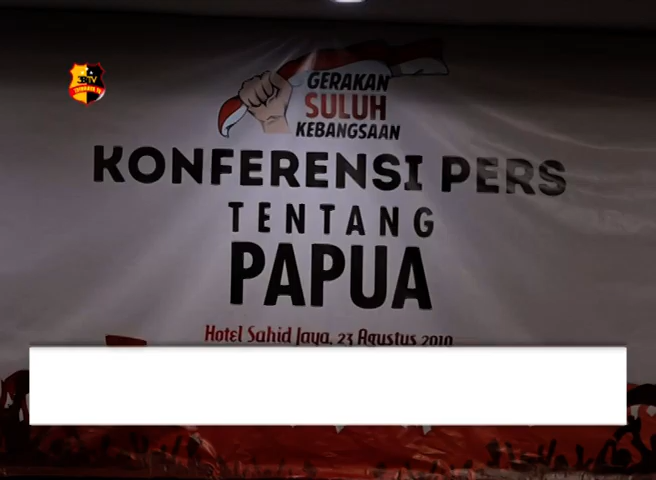 GERAKAN
SULUH
KEBANGSAAN
KONFERENSI PERS
TENTANG
PAPUA
Hotel Sahid Jaya, 23 Agustus